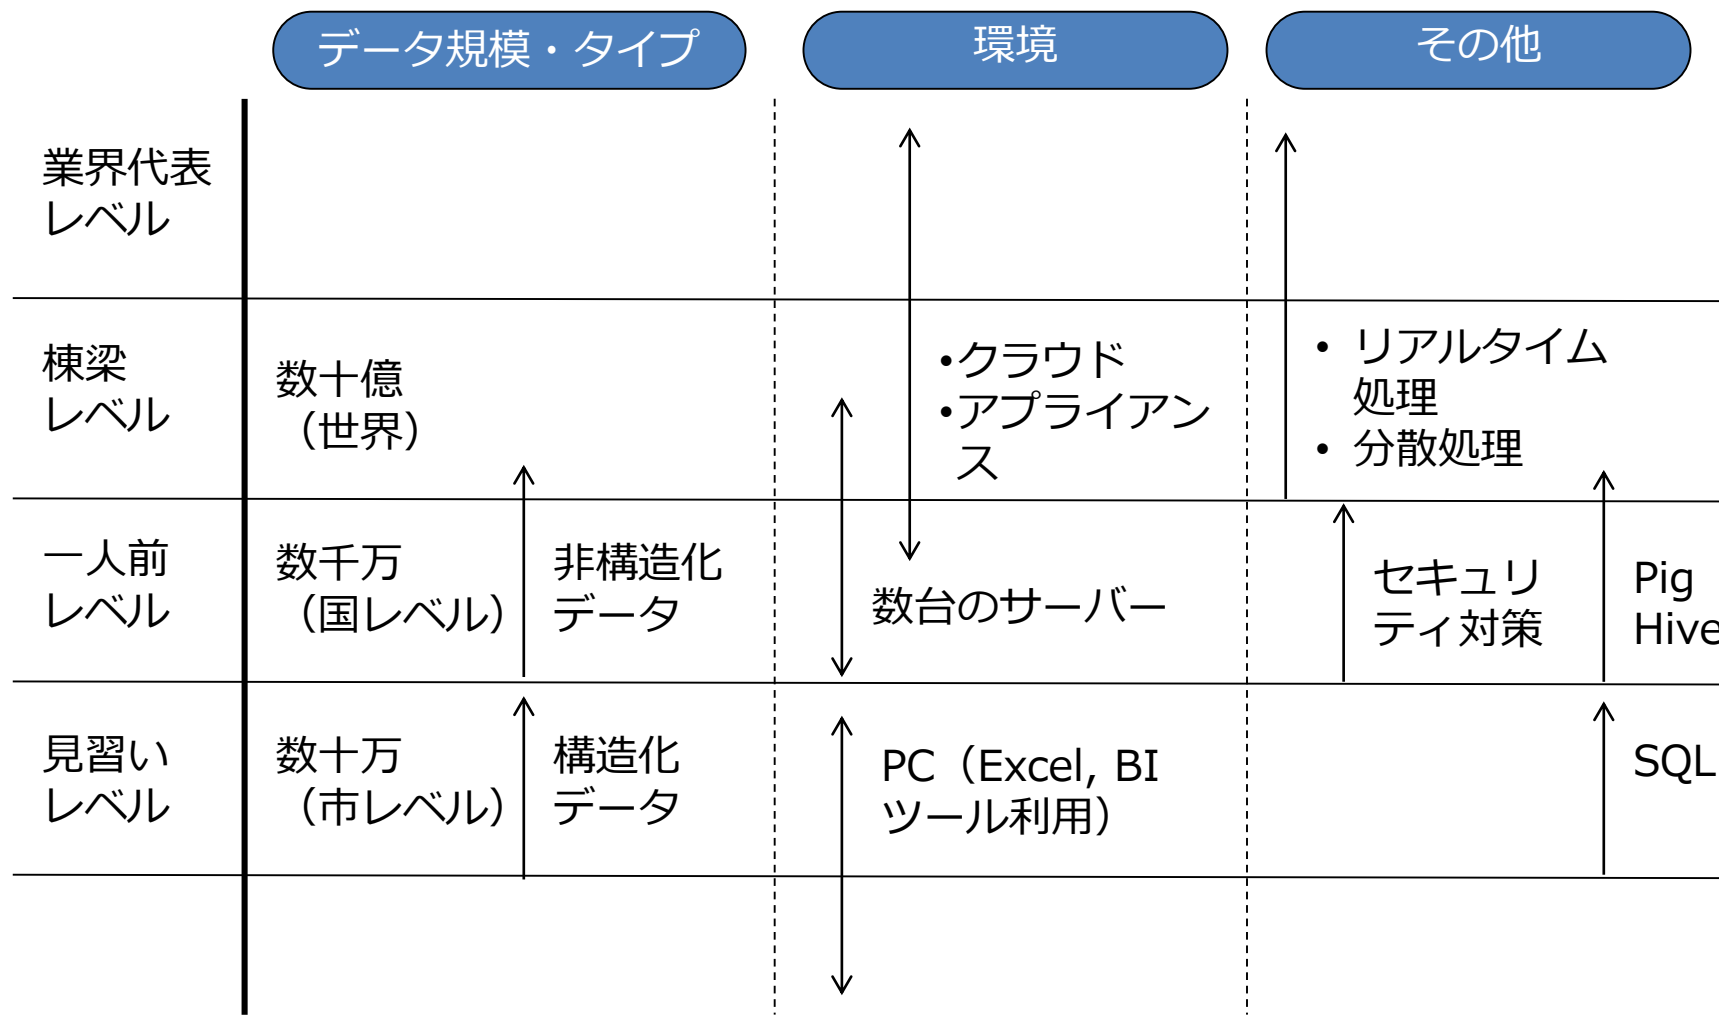 データ規模・タイプ
環境
その他
業界代表
レベル
棟梁
レベル
数十億
（世界）
•クラウド
•アプライアン
ス
• リアルタイム
処理
• 分散処理
一人前
レベル
数千万
（国レベル）
非構造化
データ
数台のサーバー
セキュリ
ティ対策
Pig
Hive
見習い
レベル
数十万
（市レベル）
構造化
データ
PC（Excel, BI
ツール利用）
SQL